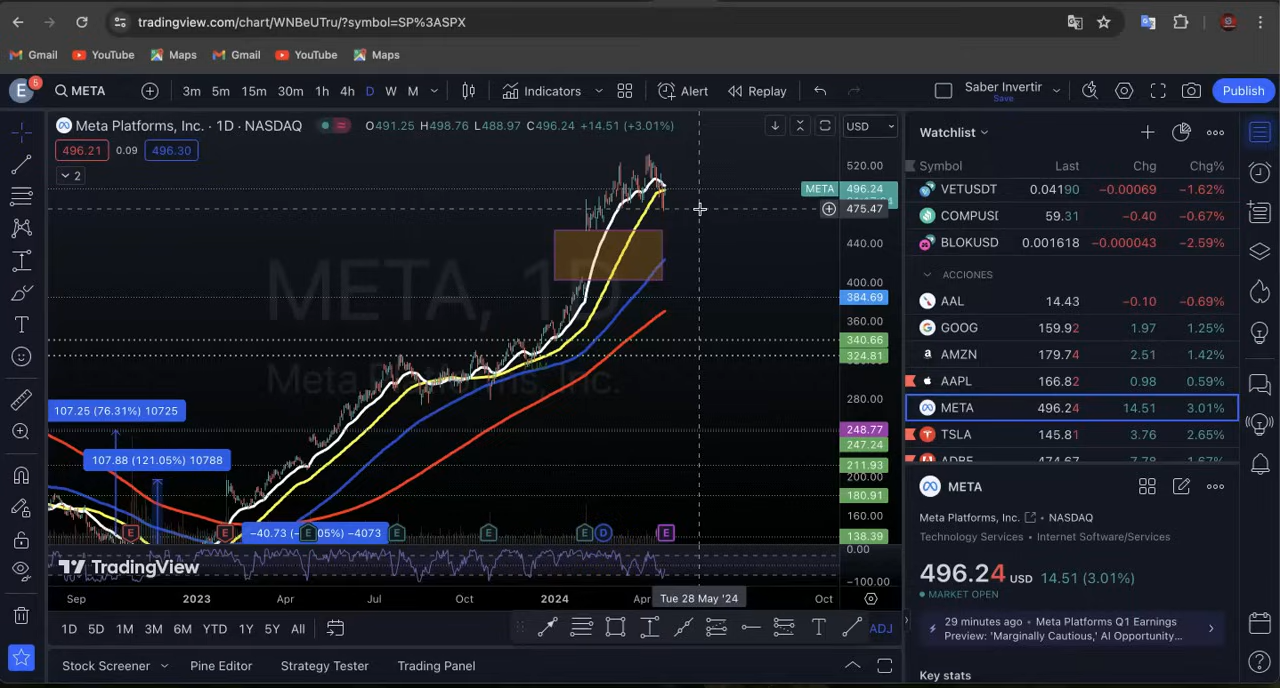 tradingview.com/chart/WNBeUTru/?symbol=SP%3ASPX
Gmail YouTube Maps Gmail YouTube Maps
E 5 META 3m 5m 15m 30m 1h 4h D W M Indicators Alert Replay Saber Invertir Save Publish
Meta Platforms, Inc. · 1D · NASDAQ O491.25 H498.76 L488.97 C496.24 +14.51 (+3.01%) USD
496.21 0.09 496.30
2
META, 1D
Meta Platforms, Inc.
520.00
META 496.24
475.47
440.00
400.00
384.69
360.00
340.66
324.81
280.00
248.77
247.24
211.93
200.00
180.91
160.00
138.39
0.00
−100.00
107.25 (76.31%) 10725
107.88 (121.05%) 10788
E E E E E E D E
TradingView
Sep 2023 Apr Jul Oct 2024 Apr Tue 28 May '24 Oct
1D 5D 1M 3M 6M YTD 1Y 5Y All ADJ
Stock Screener Pine Editor Strategy Tester Trading Panel
Watchlist
Symbol Last Chg Chg%
VETUSDT 0.04190 −0.00069 −1.62%
COMPUSI 59.31 −0.40 −0.67%
BLOKUSD 0.001618 −0.000043 −2.59%
ACCIONES
AAL 14.43 −0.10 −0.69%
GOOG 159.92 1.97 1.25%
AMZN 179.74 2.51 1.42%
AAPL 166.82 0.98 0.59%
META 496.24 14.51 3.01%
TSLA 145.81 3.76 2.65%
META
Meta Platforms, Inc. • NASDAQ
Technology Services • Internet Software/Services
496.24 USD 14.51 (3.01%)
MARKET OPEN
29 minutes ago • Meta Platforms Q1 Earnings
Preview: 'Marginally Cautious,' AI Opportunity...
Key stats